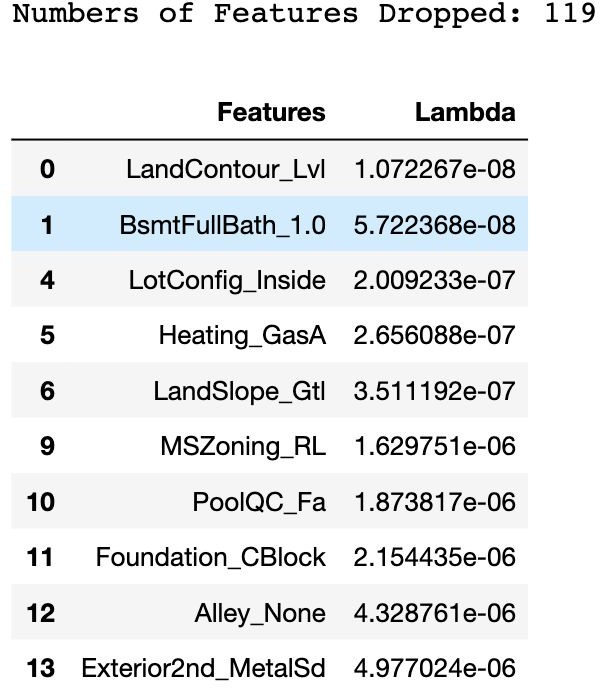 Numbers of Features Dropped: 119
Features Lambda
0 LandContour_Lvl 1.072267e-08
1 BsmtFullBath_1.0 5.722368e-08
4 LotConfig_Inside 2.009233e-07
5 Heating_GasA 2.656088e-07
6 LandSlope_Gtl 3.511192e-07
9 MSZoning_RL 1.629751e-06
10 PoolQC_Fa 1.873817e-06
11 Foundation_CBlock 2.154435e-06
12 Alley_None 4.328761e-06
13 Exterior2nd_MetalSd 4.977024e-06